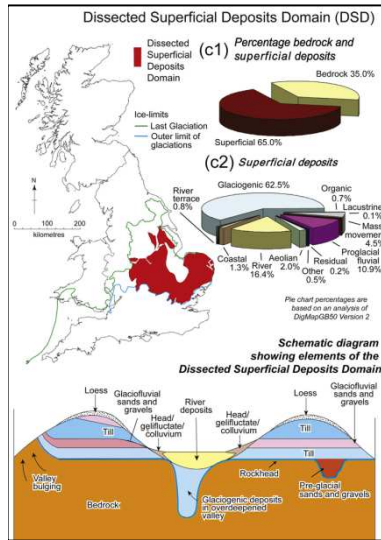 Dissected Superficial Deposits Domain (DSD)
Dissected
Superficial
Deposits
Domain
(c1)
Percentage bedrock and
superficial deposits
Bedrock 35.0%
Superficial 65.0%
Ice-limits
Last Glaciation
Outer limit of
glaciations
N
0
100
200
kilometres
(c2)
Superficial deposits
Glaciogenic 62.5%
River
terrace
0.8%
Organic
0.7%
Lacustrine
0.1%
Mass
movement
4.5%
Proglacial
fluvial
10.9%
Residual
0.2%
Other
0.5%
Aeolian
2.0%
River
16.4%
Coastal
1.3%
Pie chart percentages are
based on an analysis of
DigMapGB50 Version 2
Schematic diagram
showing elements of the
Dissected Superficial Deposits Domain
Loess
Glaciofluvial
sands and
gravels
Till
Till
Head/
gelifluctate/
colluvium
River
deposits
Head/
gelifluctate/
colluvium
Loess
Glaciofluvial
sands and gravels
Till
Till
Valley
bulging
Bedrock
Glaciogenic deposits
in overdeepened
valley
Rockhead
Pre-glacial
sands and gravels